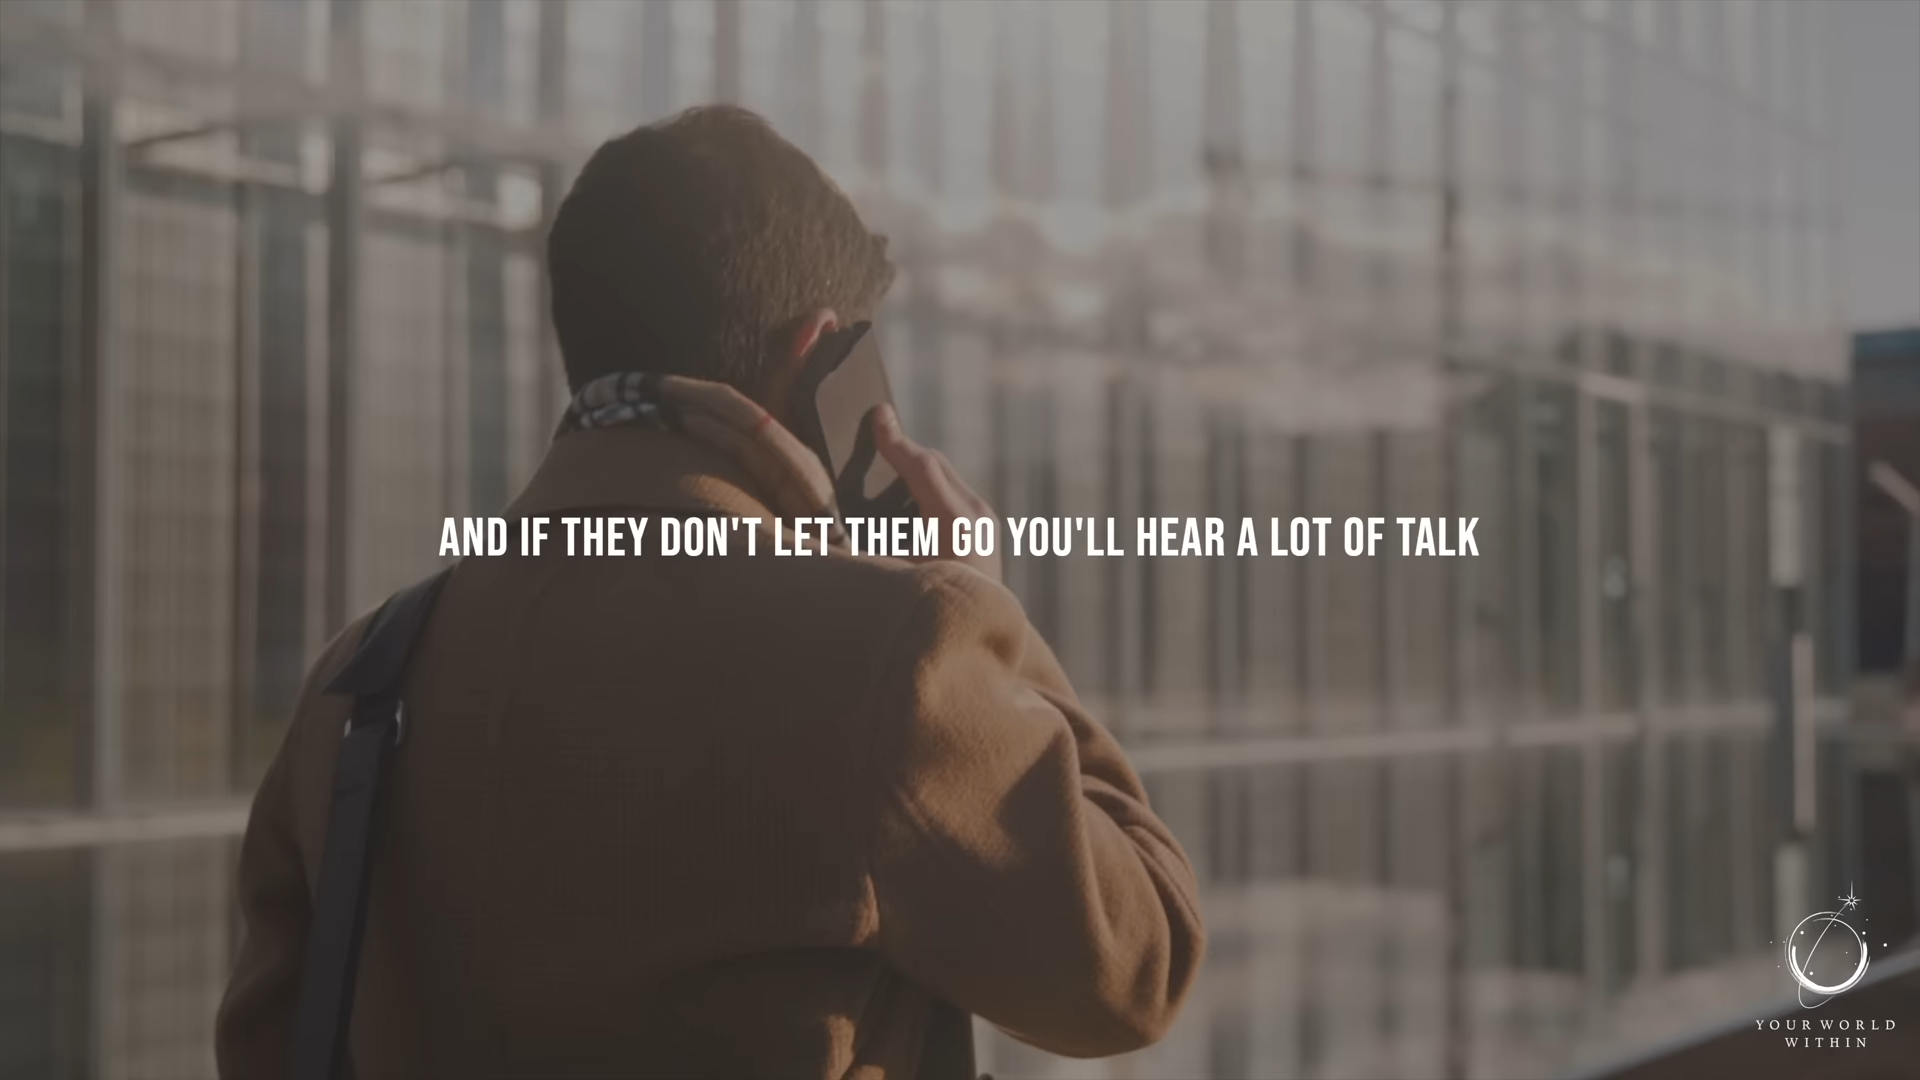 AND IF THEY DON'T LET THEM GO YOU'LL HEAR A LOT OF TALK
YOUR WORLD
WITHIN